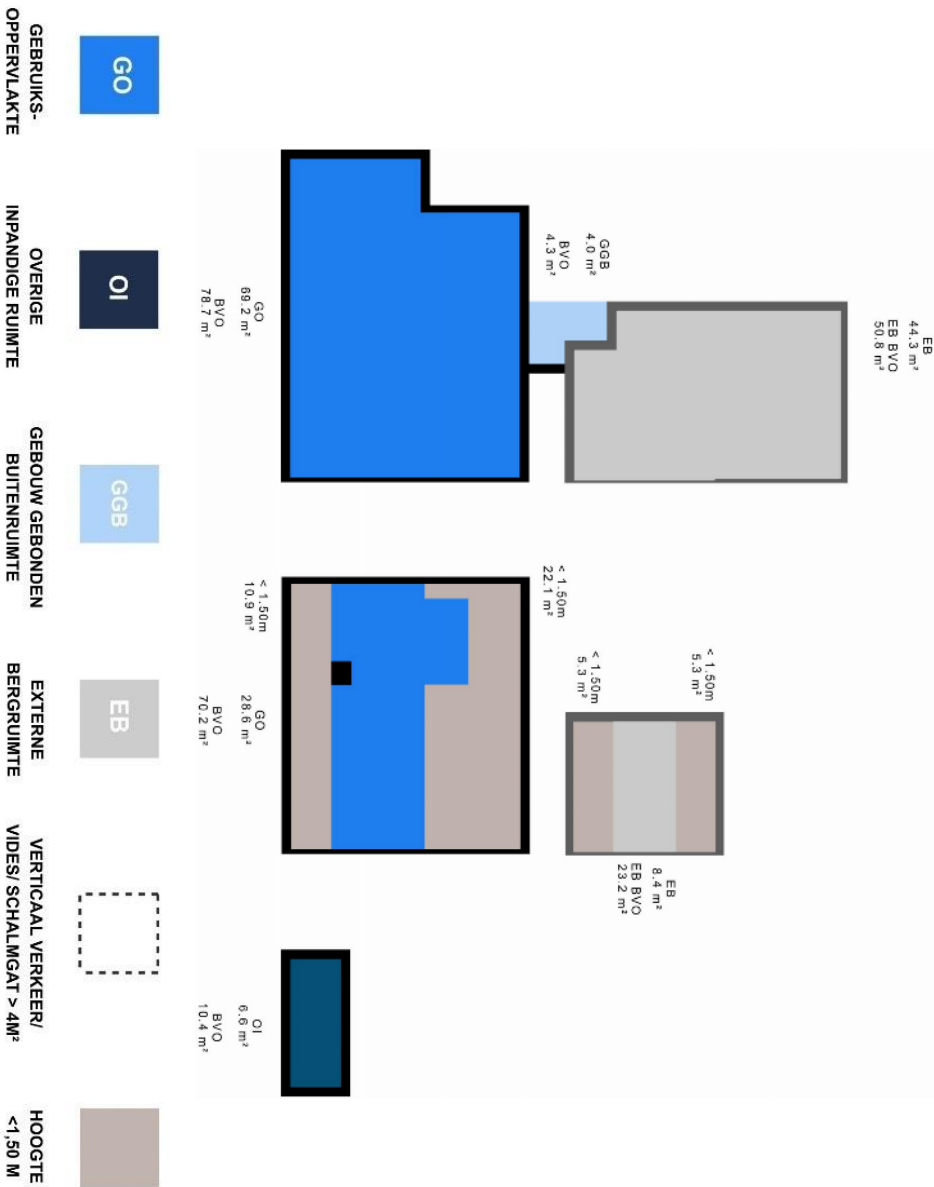 EB
44.3 m²
EB BVO
50.8 m²
GGB
4.0 m²
BVO
4.3 m²
GO
69.2 m²
BVO
78.7 m²
< 1.50m
22.1 m²
< 1.50m
10.9 m²
GO
28.6 m²
BVO
70.2 m²
< 1.50m
5.3 m²
< 1.50m
5.3 m²
EB
8.4 m²
EB BVO
23.2 m²
OI
6.6 m²
BVO
10.4 m²
GO
GEBRUIKS-
OPPERVLAKTE
OI
OVERIGE
INPANDIGE RUIMTE
GGB
GEBOUW GEBONDEN
BUITENRUIMTE
EB
EXTERNE
BERGRUIMTE
VERTICAAL VERKEER/
VIDES/ SCHALMGAT > 4M²
HOOGTE
<1,50 M